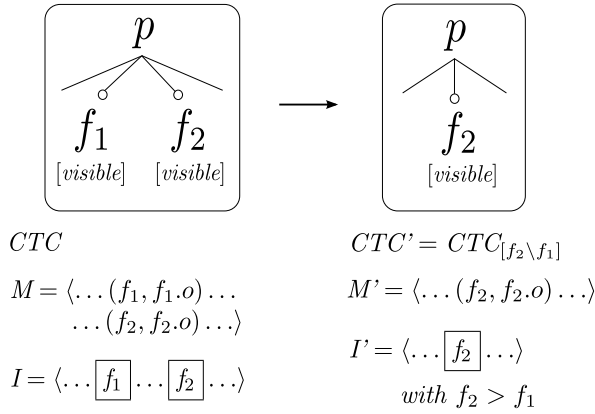 p
f₁ f₂
[visible] [visible]
p
f₂
[visible]
CTC
M = ⟨… (f₁, f₁.o) …
… (f₂, f₂.o) …⟩
I = ⟨… f₁ … f₂ …⟩
CTC’ = CTC[f₂\f₁]
M’ = ⟨… (f₂, f₂.o) …⟩
I’ = ⟨… f₂ …⟩
with f₂ > f₁